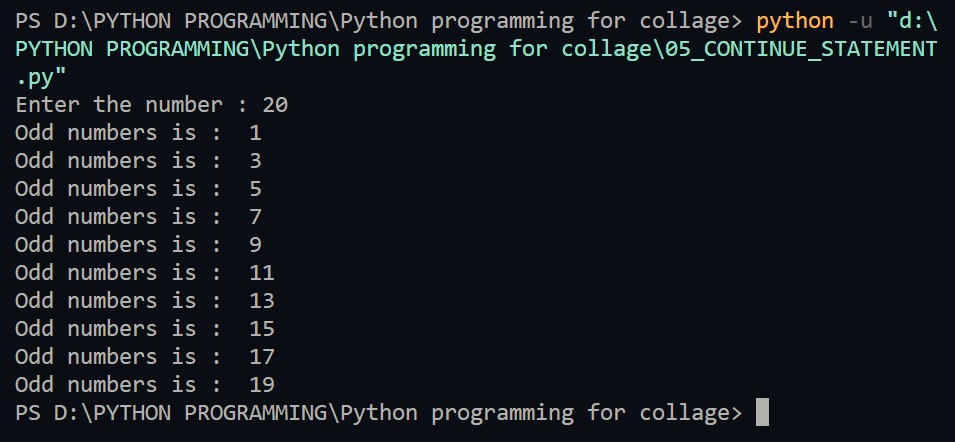 PS D:\PYTHON PROGRAMMING\Python programming for collage> python -u "d:\
PYTHON PROGRAMMING\Python programming for collage\05_CONTINUE_STATEMENT
.py"
Enter the number : 20
Odd numbers is :  1
Odd numbers is :  3
Odd numbers is :  5
Odd numbers is :  7
Odd numbers is :  9
Odd numbers is :  11
Odd numbers is :  13
Odd numbers is :  15
Odd numbers is :  17
Odd numbers is :  19
PS D:\PYTHON PROGRAMMING\Python programming for collage>